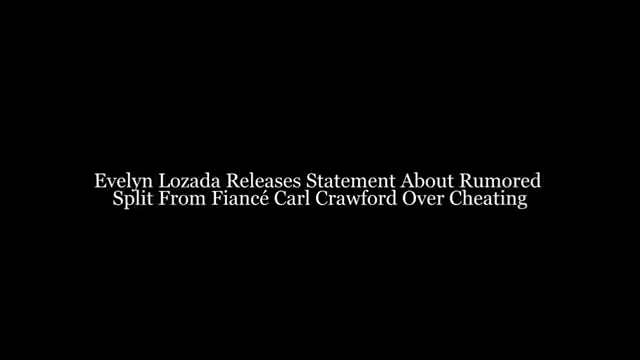 Evelyn Lozada Releases Statement About Rumored
Split From Fiancé Carl Crawford Over Cheating